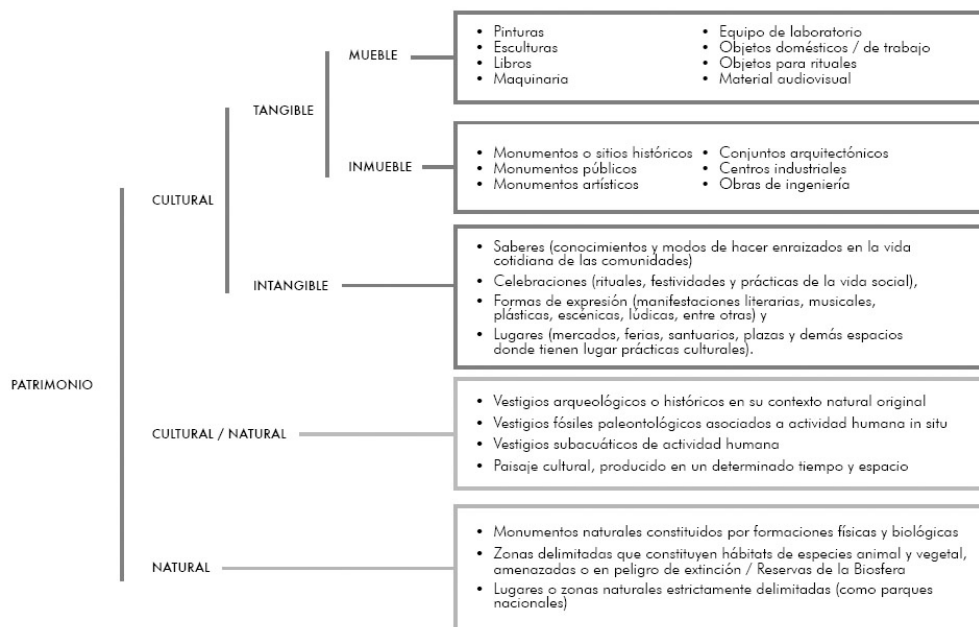 PATRIMONIO
CULTURAL
TANGIBLE
MUEBLE
• Pinturas
• Esculturas
• Libros
• Maquinaria
• Equipo de laboratorio
• Objetos domésticos / de trabajo
• Objetos para rituales
• Material audiovisual
INMUEBLE
• Monumentos o sitios históricos
• Monumentos públicos
• Monumentos artísticos
• Conjuntos arquitectónicos
• Centros industriales
• Obras de ingeniería
INTANGIBLE
• Saberes (conocimientos y modos de hacer enraizados en la vida
cotidiana de las comunidades)
• Celebraciones (rituales, festividades y prácticas de la vida social),
• Formas de expresión (manifestaciones literarias, musicales,
plásticas, escénicas, lúdicas, entre otras) y
• Lugares (mercados, ferias, santuarios, plazas y demás espacios
donde tienen lugar prácticas culturales).
CULTURAL / NATURAL
• Vestigios arqueológicos o históricos en su contexto natural original
• Vestigios fósiles paleontológicos asociados a actividad humana in situ
• Vestigios subacuáticos de actividad humana
• Paisaje cultural, producido en un determinado tiempo y espacio
NATURAL
• Monumentos naturales constituidos por formaciones físicas y biológicas
• Zonas delimitadas que constituyen hábitats de especies animal y vegetal,
amenazadas o en peligro de extinción / Reservas de la Biosfera
• Lugares o zonas naturales estrictamente delimitadas (como parques
nacionales)